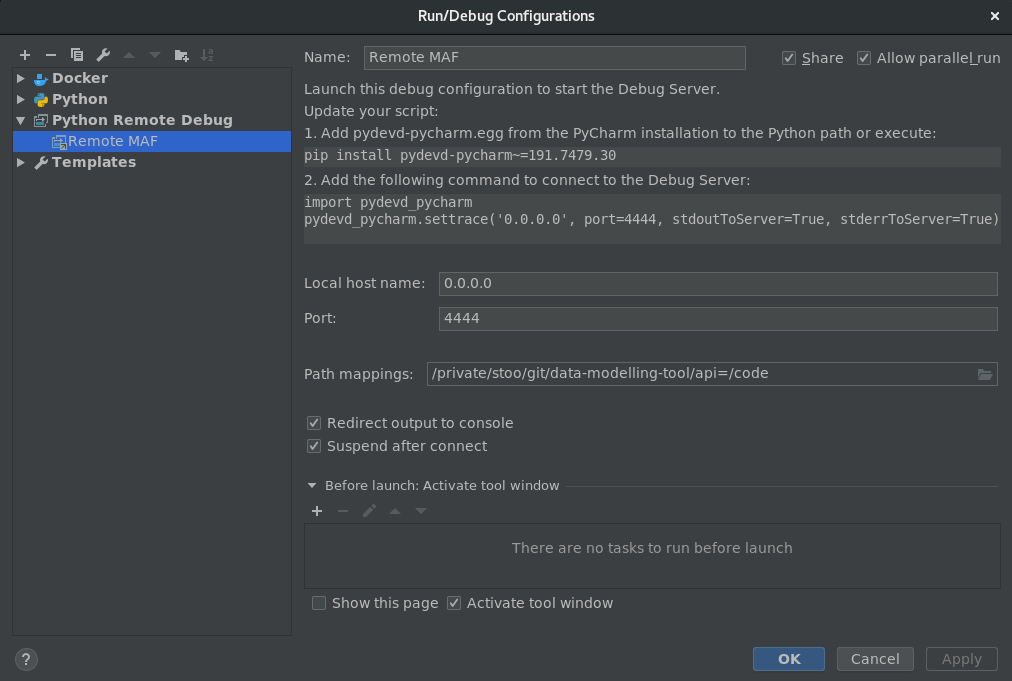 Run/Debug Configurations
Docker
Python
Python Remote Debug
Remote MAF
Templates
Name: Remote MAF Share Allow parallel run
Launch this debug configuration to start the Debug Server.
Update your script:
1. Add pydevd-pycharm.egg from the PyCharm installation to the Python path or execute:
pip install pydevd-pycharm~=191.7479.30
2. Add the following command to connect to the Debug Server:
import pydevd_pycharm
pydevd_pycharm.settrace('0.0.0.0', port=4444, stdoutToServer=True, stderrToServer=True)
Local host name: 0.0.0.0
Port: 4444
Path mappings: /private/stoo/git/data-modelling-tool/api=/code
Redirect output to console
Suspend after connect
Before launch: Activate tool window
There are no tasks to run before launch
Show this page Activate tool window
? OK Cancel Apply